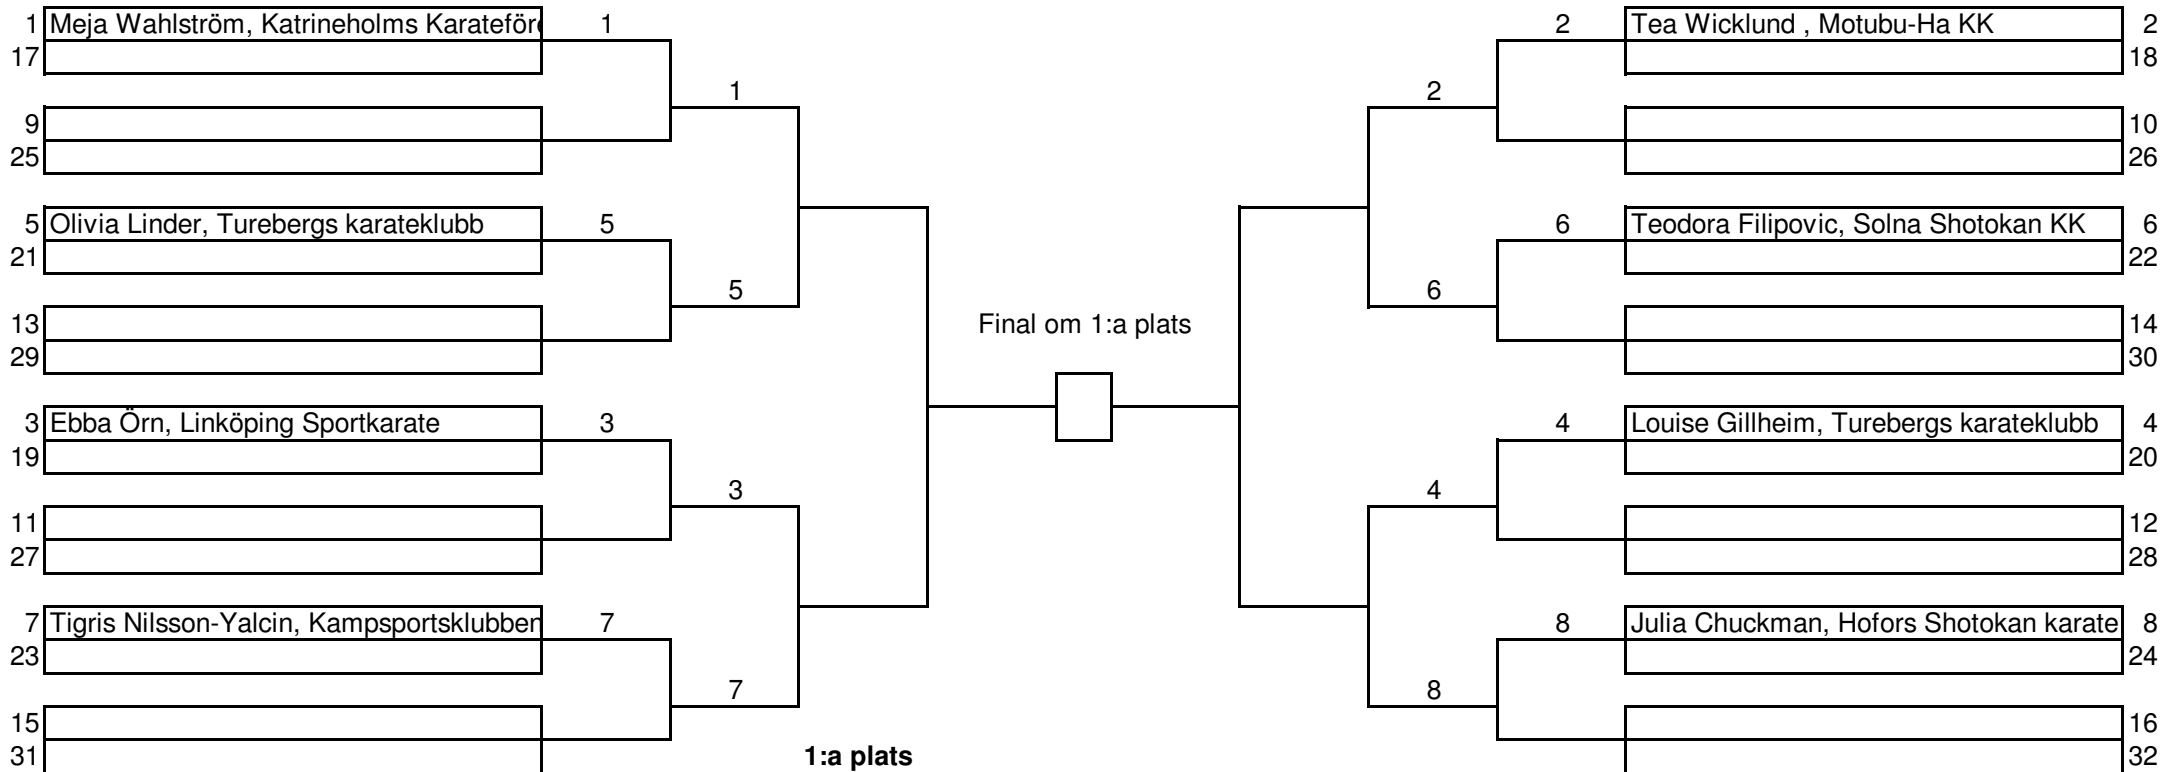 1 Meja Wahlström, Katrineholms Karateför 1 2 Tea Wicklund , Motubu-Ha KK 2
17 18
1 2
9 10
25 26
5 Olivia Linder, Turebergs karateklubb 5 6 Teodora Filipovic, Solna Shotokan KK 6
21 22
5 6
13 Final om 1:a plats 14
29 30
3 Ebba Örn, Linköping Sportkarate 3 4 Louise Gillheim, Turebergs karateklubb 4
19 20
3 4
11 12
27 28
7 Tigris Nilsson-Yalcin, Kampsportsklubben 7 8 Julia Chuckman, Hofors Shotokan karate 8
23 24
7 8
15 16
31 1:a plats 32